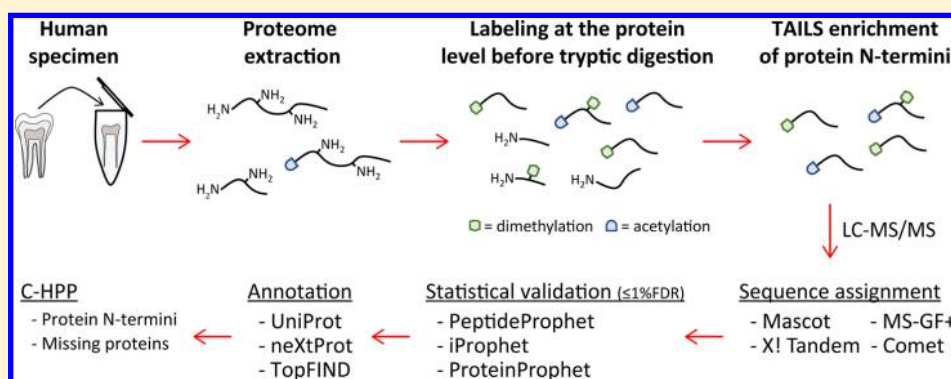 Human
specimen
Proteome
extraction
Labeling at the protein
level before tryptic digestion
TAILS enrichment
of protein N-termini
H₂N
NH₂
NH₂
NH₂
NH₂
H₂N
NH₂
H₂N
H₂N
H₂N
= dimethylation
= acetylation
LC-MS/MS
C-HPP
- Protein N-termini
- Missing proteins
Annotation
- UniProt
- neXtProt
- TopFIND
Statistical validation (≤1%FDR)
- PeptideProphet
- iProphet
- ProteinProphet
Sequence assignment
- Mascot - MS-GF+
- X! Tandem - Comet